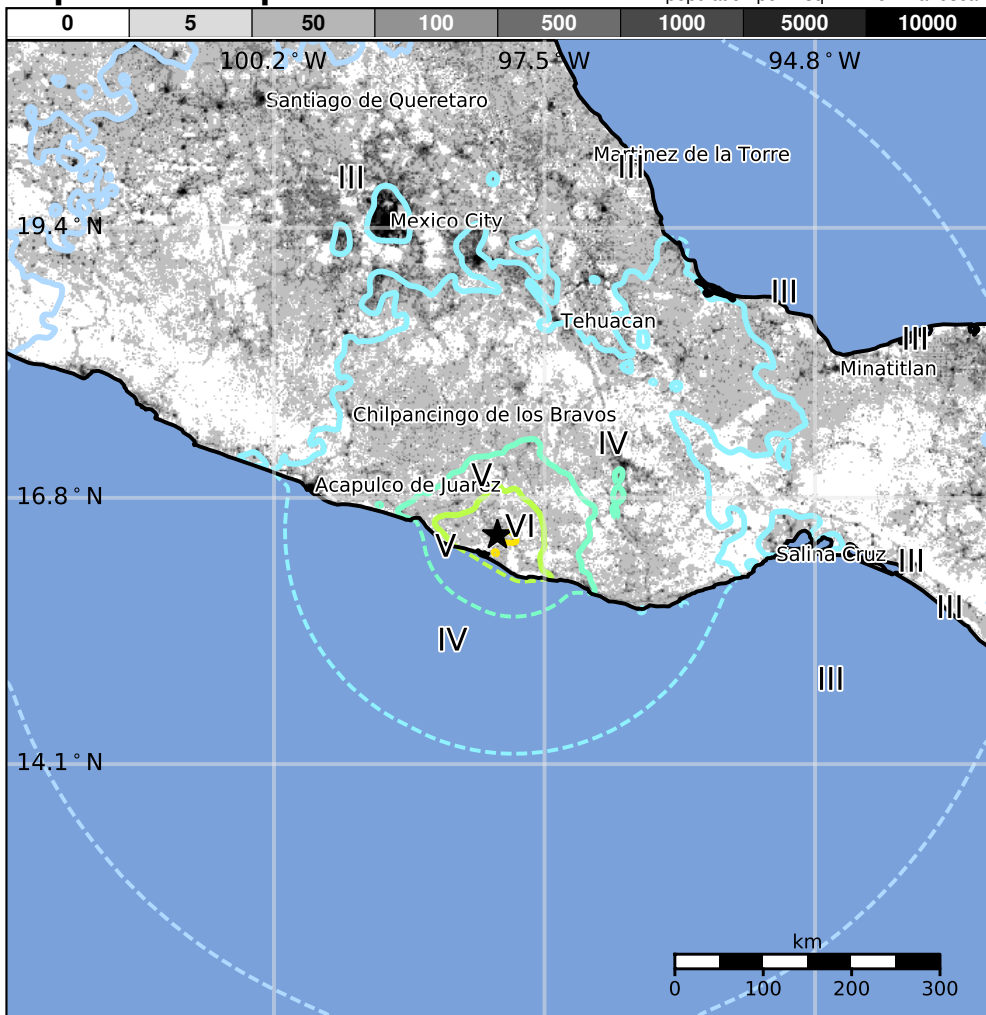 0 5 50 100 500 1000 5000 10000
100.2°W 97.5°W 94.8°W
Santiago de Queretaro
Martinez de la Torre
III
III
Mexico City
19.4°N
III
Tehuacan
III
Minatitlan
Chilpancingo de los Bravos
IV
V
Acapulco de Juarez
16.8°N
VI
V
Salina Cruz
III
III
IV
III
14.1°N
km
0 100 200 300